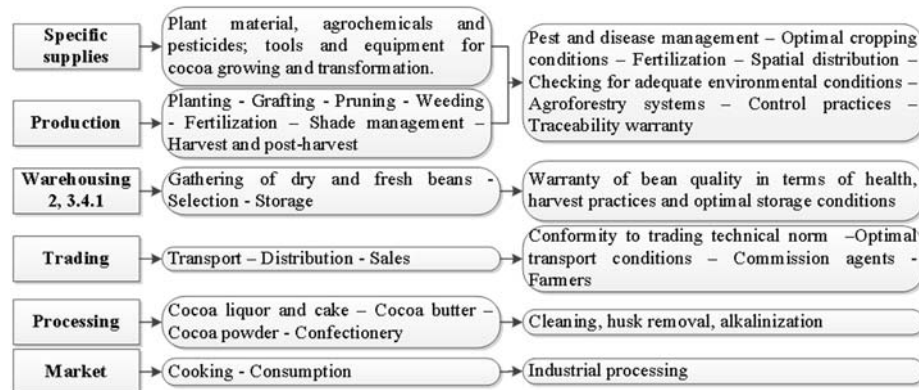 Specific
supplies
Plant material, agrochemicals and
pesticides; tools and equipment for
cocoa growing and transformation.
Production
Planting - Grafting - Pruning - Weeding
- Fertilization – Shade management –
Harvest and post-harvest
Pest and disease management – Optimal cropping
conditions – Fertilization – Spatial distribution –
Checking for adequate environmental conditions –
Agroforestry systems – Control practices –
Traceability warranty
Warehousing
2, 3.4.1
Gathering of dry and fresh beans -
Selection - Storage
Warranty of bean quality in terms of health,
harvest practices and optimal storage conditions
Trading
Transport – Distribution - Sales
Conformity to trading technical norm –Optimal
transport conditions – Commission agents -
Farmers
Processing
Cocoa liquor and cake – Cocoa butter –
Cocoa powder - Confectionery
Cleaning, husk removal, alkalinization
Market
Cooking - Consumption
Industrial processing